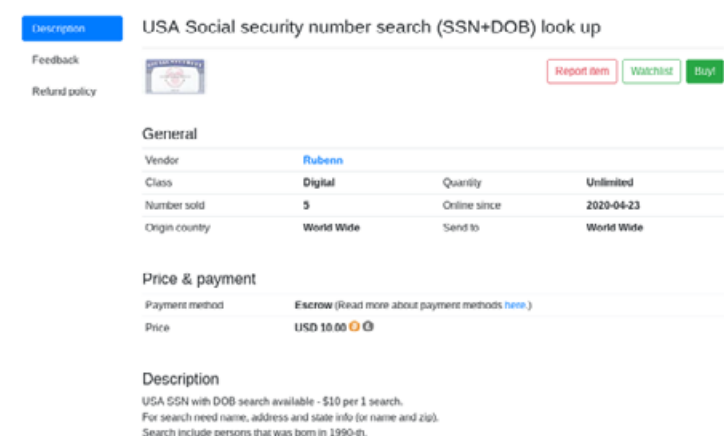 Description
Feedback
Refund policy
USA Social security number search (SSN+DOB) look up
Report item Watchlist Buy!
General
Vendor Rubenn
Class Digital Quantity Unlimited
Number sold 5 Online since 2020-04-23
Origin country World Wide Send to World Wide
Price & payment
Payment method Escrow (Read more about payment methods here.)
Price USD 10.00
Description
USA SSN with DOB search available - $10 per 1 search.
For search need name, address and state info (or name and zip).
Search include persons that was born in 1990-th.